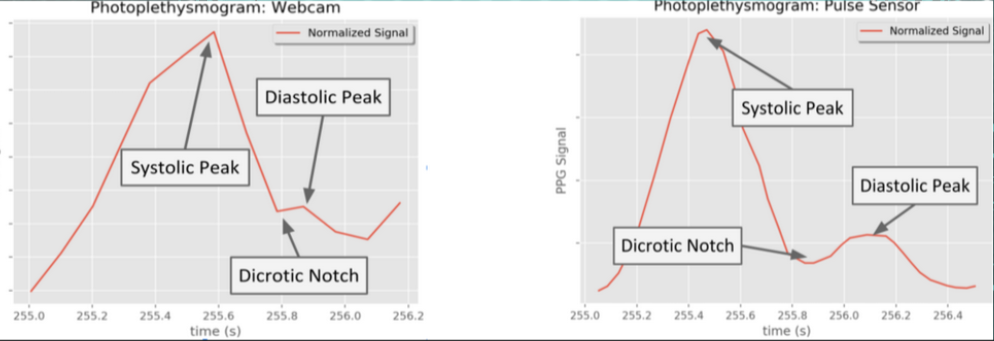 Photoplethysmogram: Webcam
Normalized Signal
Diastolic Peak
Systolic Peak
Dicrotic Notch
255.0 255.2 255.4 255.6 255.8 256.0 256.2
time (s)
Photoplethysmogram: Pulse Sensor
Normalized Signal
Systolic Peak
PPG Signal
Diastolic Peak
Dicrotic Notch
255.0 255.2 255.4 255.6 255.8 256.0 256.2 256.4
time (s)